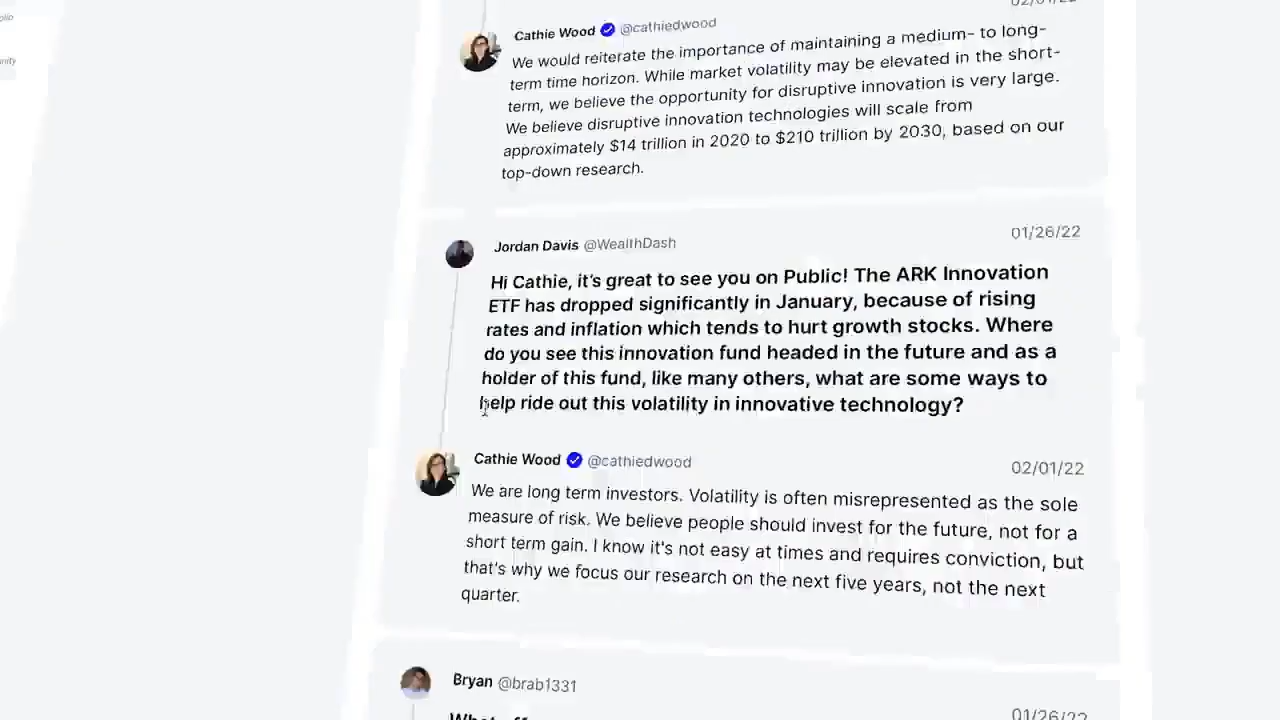 02/01/22
Cathie Wood @cathiedwood
We would reiterate the importance of maintaining a medium- to long-
term time horizon. While market volatility may be elevated in the short-
term, we believe the opportunity for disruptive innovation is very large.
We believe disruptive innovation technologies will scale from
approximately $14 trillion in 2020 to $210 trillion by 2030, based on our
top-down research.
Jordan Davis @WealthDash
01/26/22
Hi Cathie, it's great to see you on Public! The ARK Innovation
ETF has dropped significantly in January, because of rising
rates and inflation which tends to hurt growth stocks. Where
do you see this innovation fund headed in the future and as a
holder of this fund, like many others, what are some ways to
help ride out this volatility in innovative technology?
Cathie Wood @cathiedwood
02/01/22
We are long term investors. Volatility is often misrepresented as the sole
measure of risk. We believe people should invest for the future, not for a
short term gain. I know it's not easy at times and requires conviction, but
that's why we focus our research on the next five years, not the next
quarter.
Bryan @brab1331
01/26/22